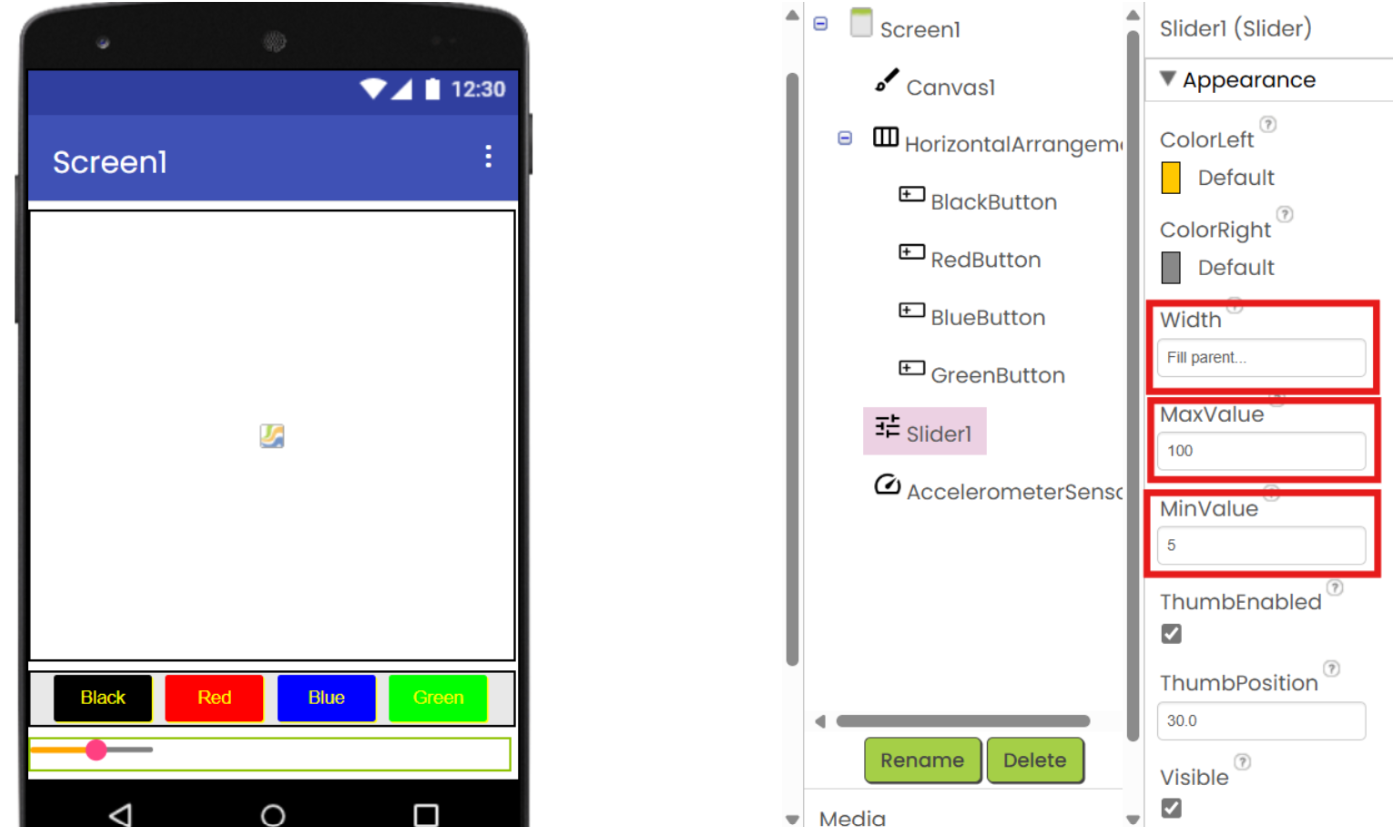 12:30
Screen1
Black
Red
Blue
Green
Screen1
Canvas1
HorizontalArrangem
BlackButton
RedButton
BlueButton
GreenButton
Slider1
AccelerometerSenso
Rename
Delete
Media
Slider1 (Slider)
Appearance
ColorLeft ?
Default
ColorRight ?
Default
Width ?
Fill parent...
MaxValue
100
MinValue
5
ThumbEnabled ?
ThumbPosition ?
30.0
Visible ?